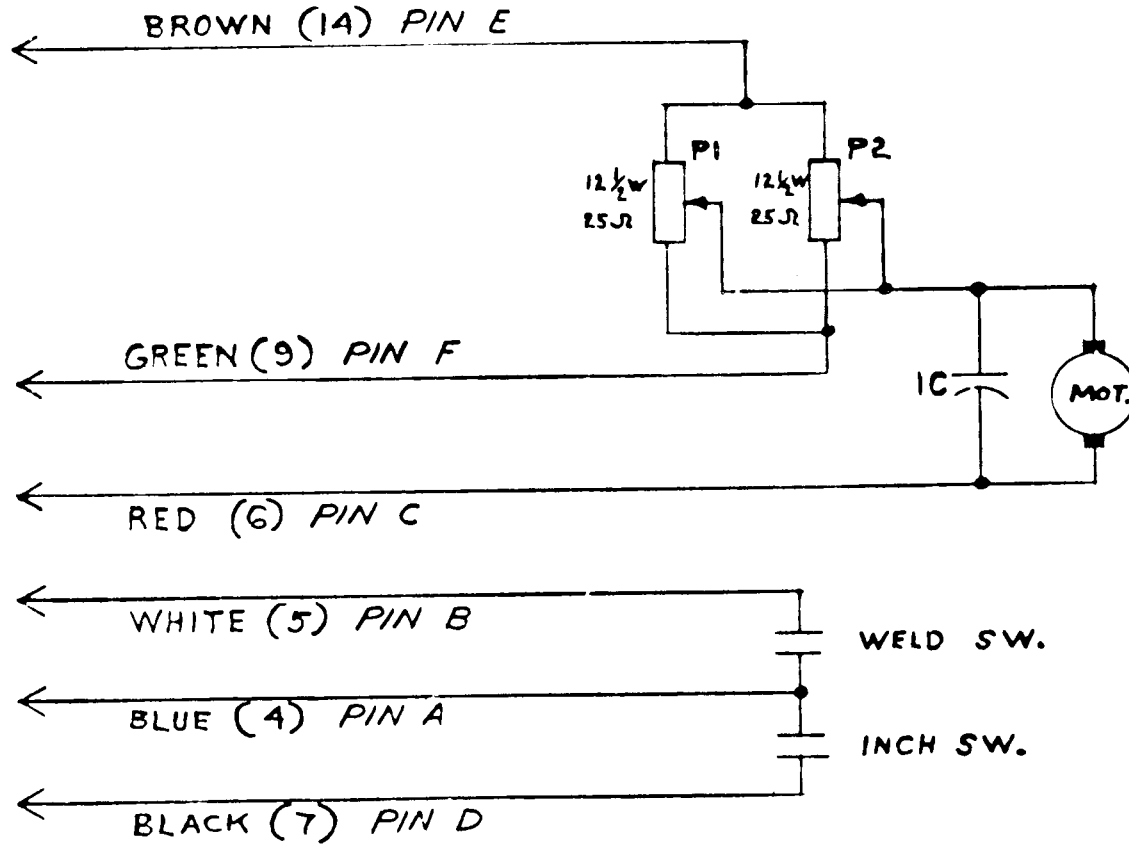 BROWN (14) PIN E
P1
P2
12½W
25Ω
12½W
25Ω
GREEN (9) PIN F
1C
MOT.
RED (6) PIN C
WHITE (5) PIN B
WELD SW.
BLUE (4) PIN A
INCH SW.
BLACK (7) PIN D